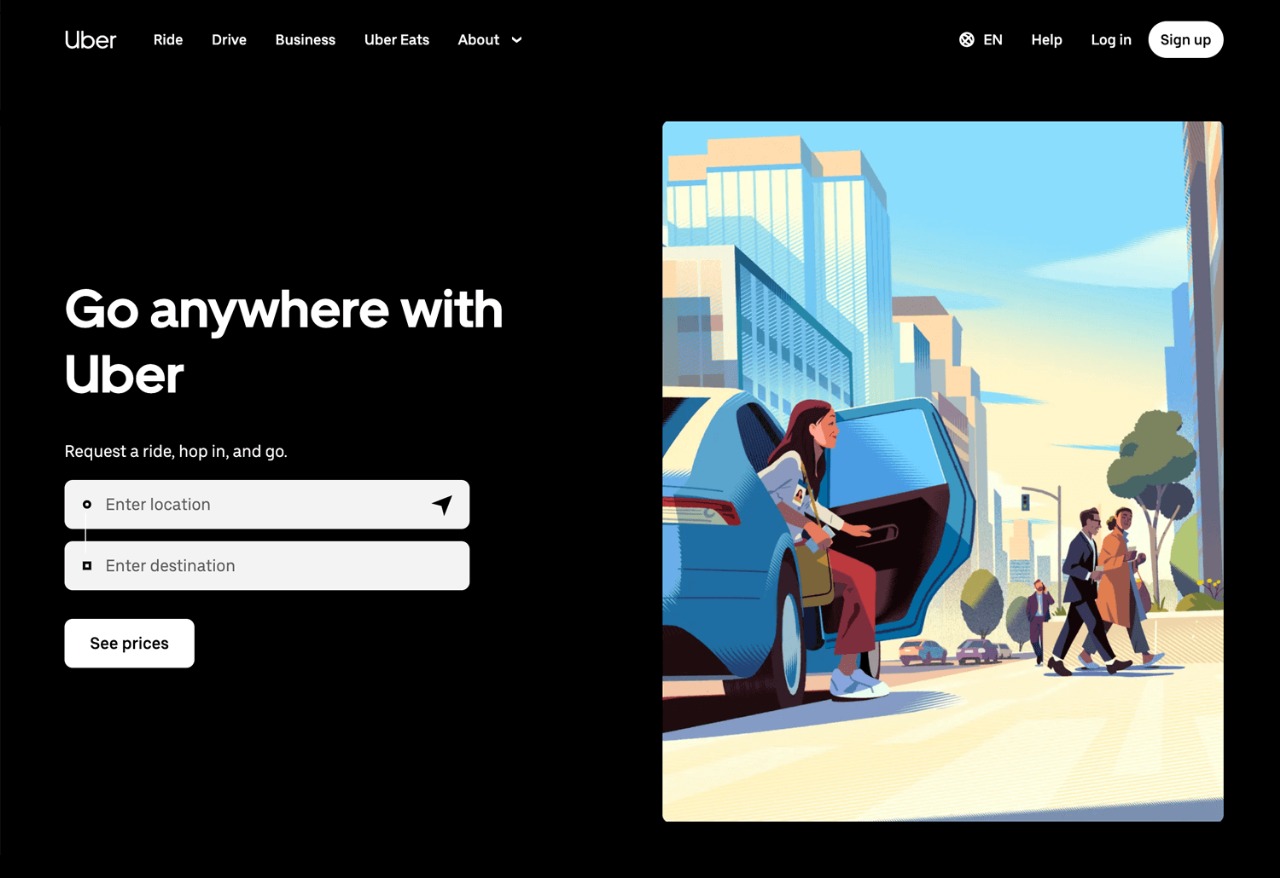 Uber Ride Drive Business Uber Eats About EN Help Log in Sign up
Go anywhere with
Uber
Request a ride, hop in, and go.
Enter location
Enter destination
See prices